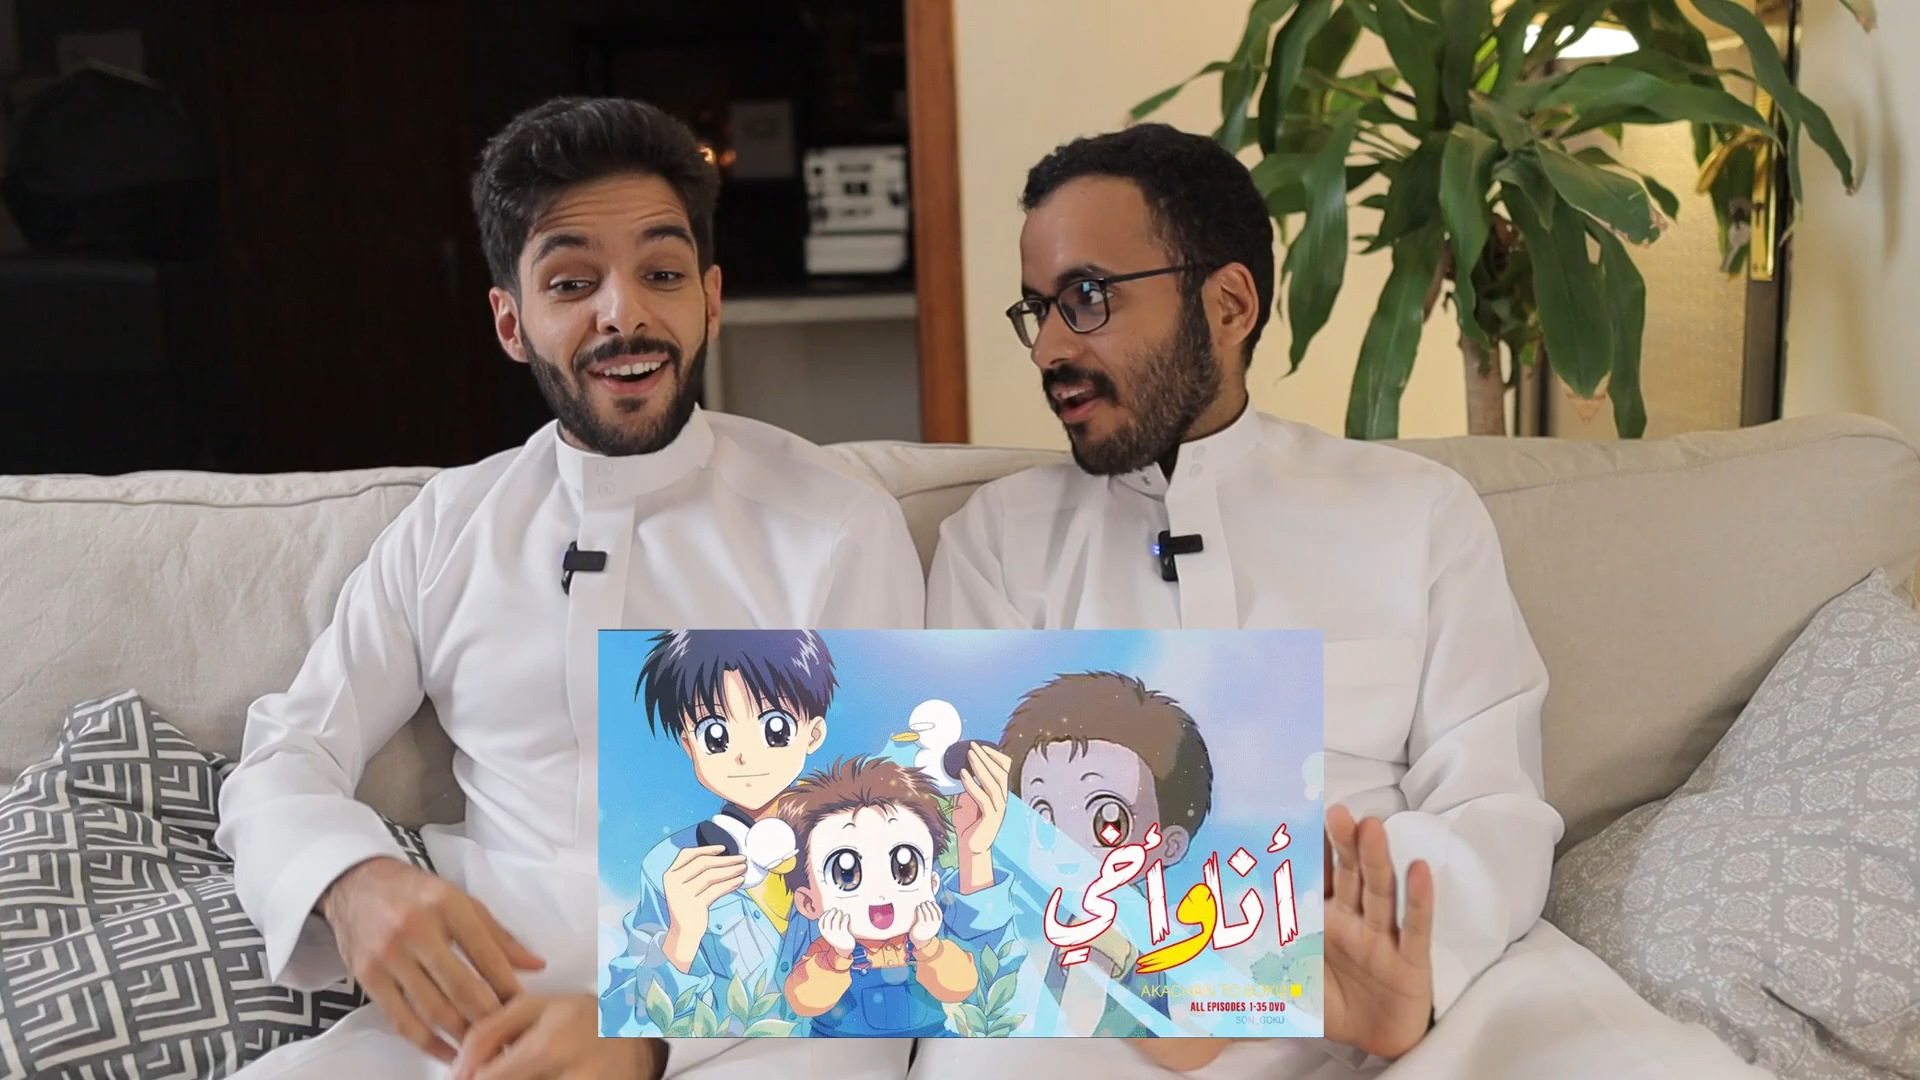 أنا وأخي
AKACHAN TO BOKU
ALL EPISODES 1-35 DVD
SON_GOKU